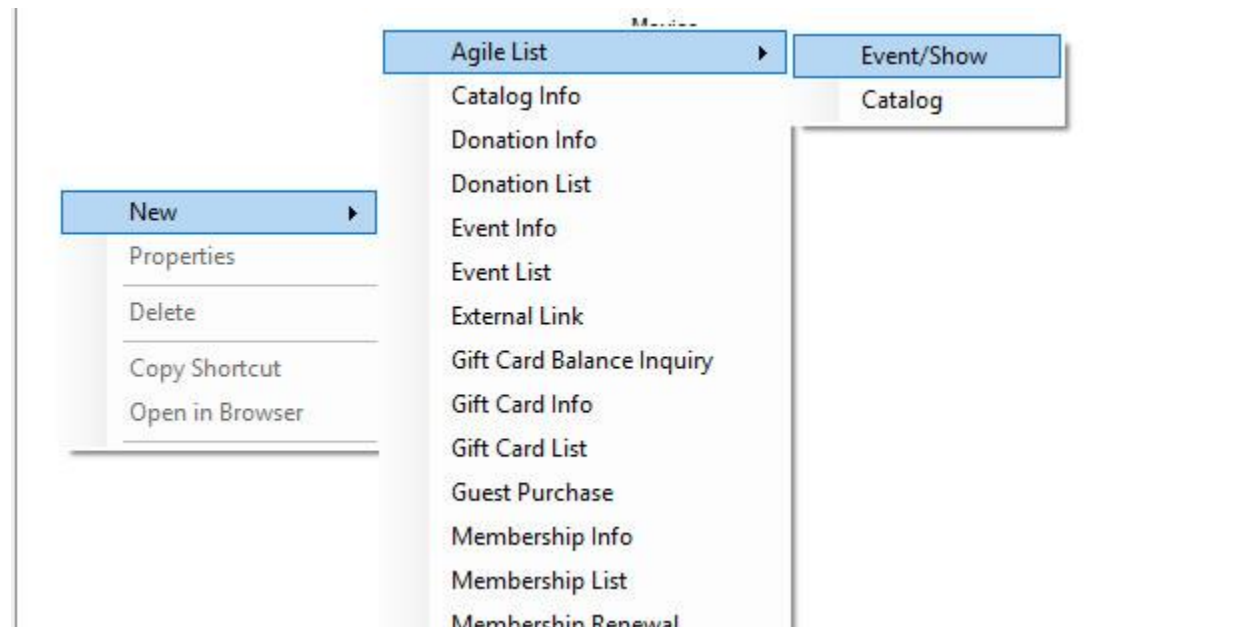 New
Properties
Delete
Copy Shortcut
Open in Browser
Agile List
Catalog Info
Donation Info
Donation List
Event Info
Event List
External Link
Gift Card Balance Inquiry
Gift Card Info
Gift Card List
Guest Purchase
Membership Info
Membership List
Membership Renewal
Event/Show
Catalog